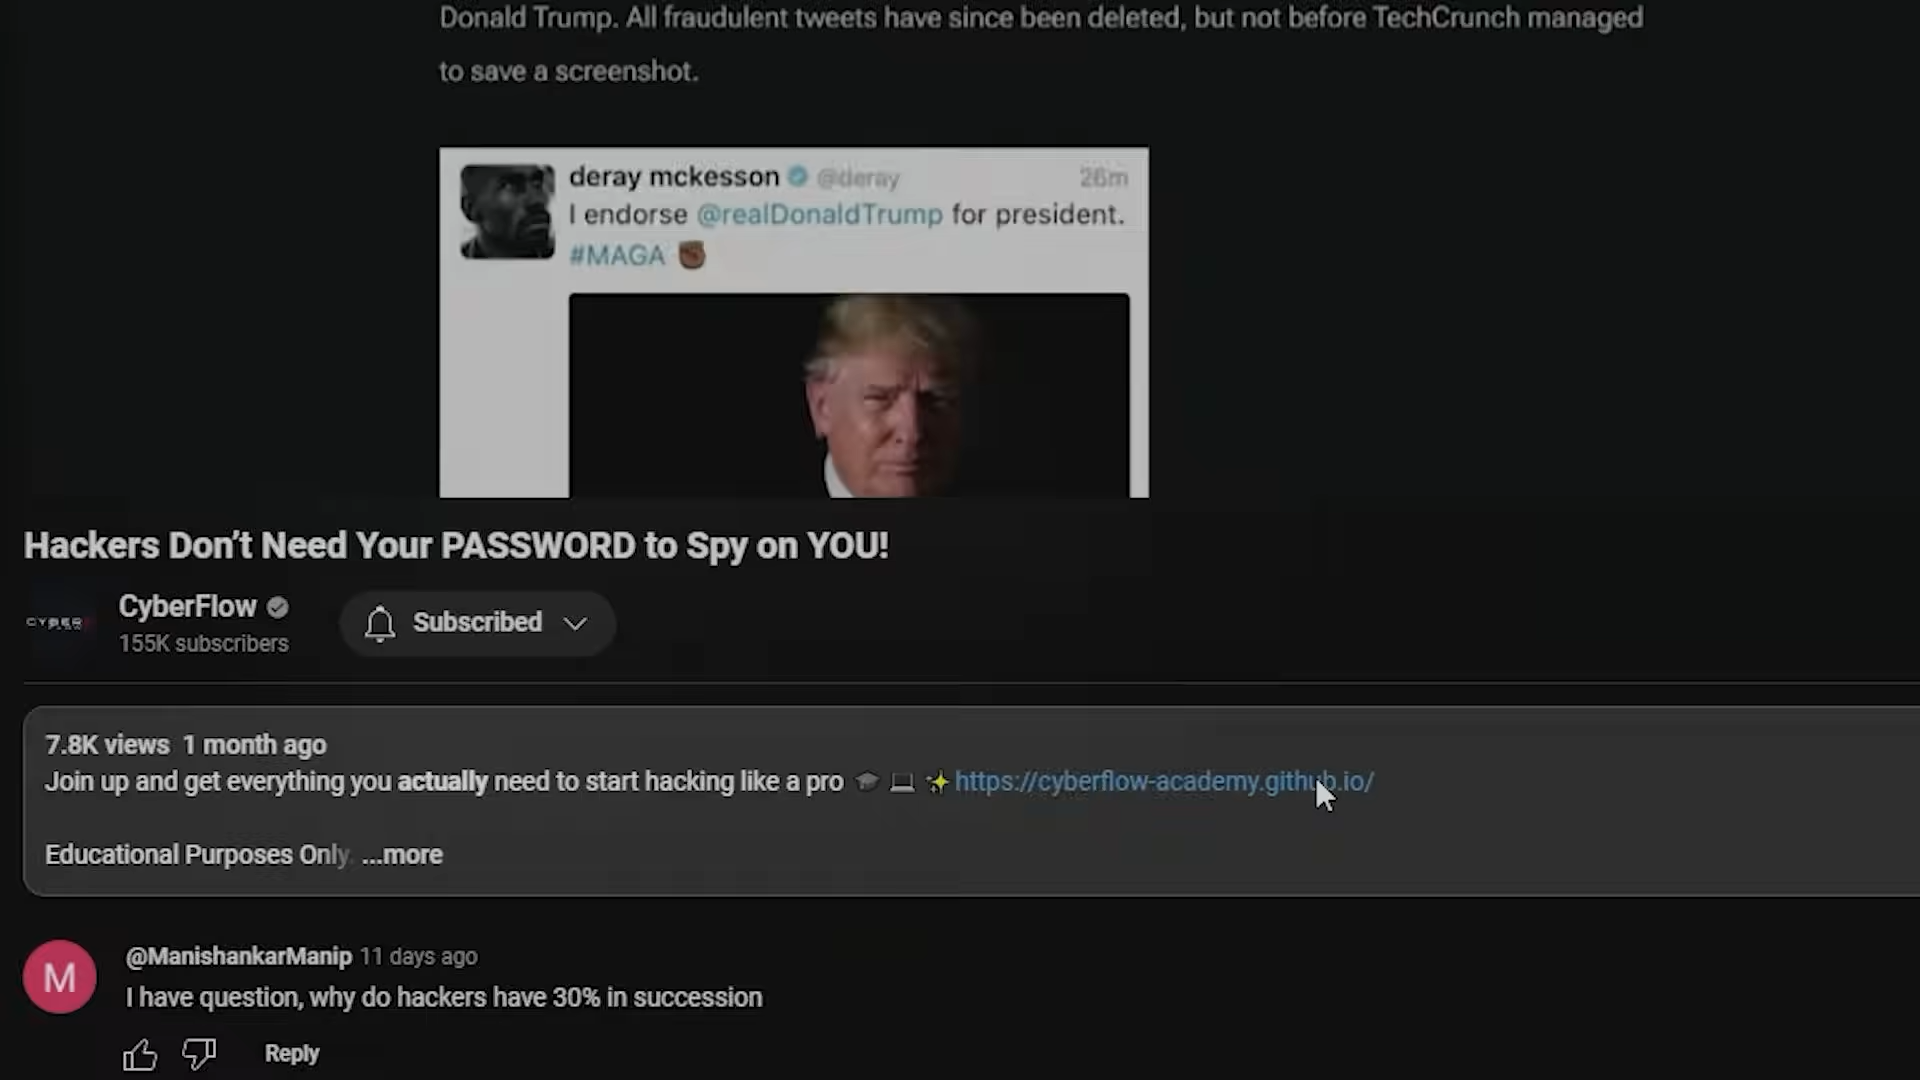 Donald Trump. All fraudulent tweets have since been deleted, but not before TechCrunch managed
to save a screenshot.
deray mckesson @deray 26m
I endorse @realDonaldTrump for president.
#MAGA ✊🏾
Hackers Don’t Need Your PASSWORD to Spy on YOU!
CYBER
CyberFlow
155K subscribers
Subscribed
7.8K views 1 month ago
Join up and get everything you actually need to start hacking like a pro 🎓 💻 ✨ https://cyberflow-academy.github.io/
Educational Purposes Only. ...more
M
@ManishankarManip 11 days ago
I have question, why do hackers have 30% in succession
Reply